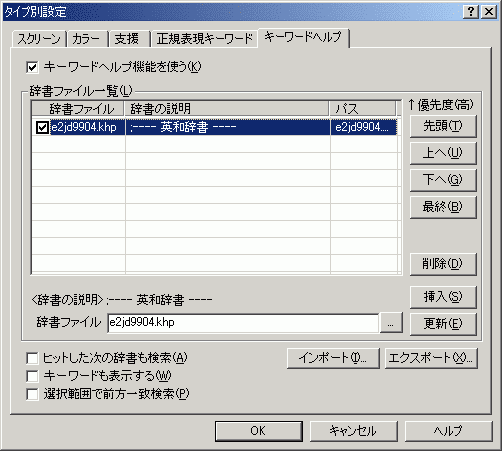 タイプ別設定
スクリーン カラー 支援 正規表現キーワード キーワードヘルプ
キーワードヘルプ機能を使う(K)
辞書ファイル一覧(L)
辞書ファイル 辞書の説明 パス
e2jd9904.khp ;---- 英和辞書 ---- e2jd9904....
↑優先度(高)
先頭(T)
上へ(U)
下へ(G)
最終(B)
削除(D)
挿入(S)
更新(E)
<辞書の説明> ;---- 英和辞書 ----
辞書ファイル e2jd9904.khp ...
ヒットした次の辞書も検索(A)
キーワードも表示する(W)
選択範囲で前方一致検索(P)
インポート(I)... エクスポート(X)...
OK キャンセル ヘルプ